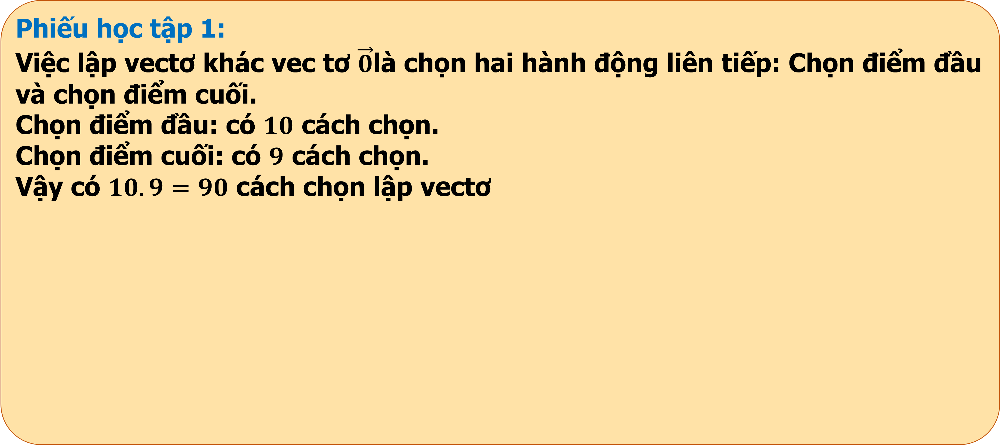 Phiếu học tập 1:
Việc lập vectơ khác vec tơ $\overrightarrow{0}$là chọn hai hành động liên tiếp: Chọn điểm đầu
và chọn điểm cuối.
Chọn điểm đầu: có 10 cách chọn.
Chọn điểm cuối: có 9 cách chọn.
Vậy có 10. 9 = 90 cách chọn lập vectơ